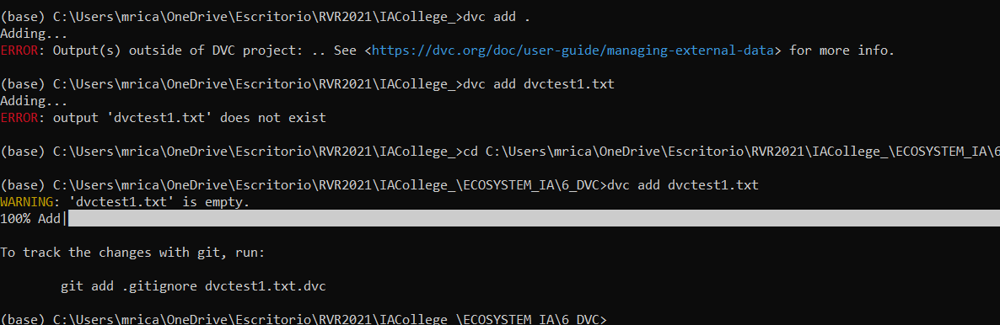 (base) C:\Users\mrica\OneDrive\Escritorio\RVR2021\IACollege_>dvc add .
Adding...
ERROR: Output(s) outside of DVC project: .. See <https://dvc.org/doc/user-guide/managing-external-data> for more info.
(base) C:\Users\mrica\OneDrive\Escritorio\RVR2021\IACollege_>dvc add dvctest1.txt
Adding...
ERROR: output 'dvctest1.txt' does not exist
(base) C:\Users\mrica\OneDrive\Escritorio\RVR2021\IACollege_>cd C:\Users\mrica\OneDrive\Escritorio\RVR2021\IACollege_\ECOSYSTEM_IA\6
(base) C:\Users\mrica\OneDrive\Escritorio\RVR2021\IACollege_\ECOSYSTEM_IA\6_DVC>dvc add dvctest1.txt
WARNING: 'dvctest1.txt' is empty.
100% Add|
To track the changes with git, run:
git add .gitignore dvctest1.txt.dvc
(base) C:\Users\mrica\OneDrive\Escritorio\RVR2021\IACollege_\ECOSYSTEM_IA\6_DVC>